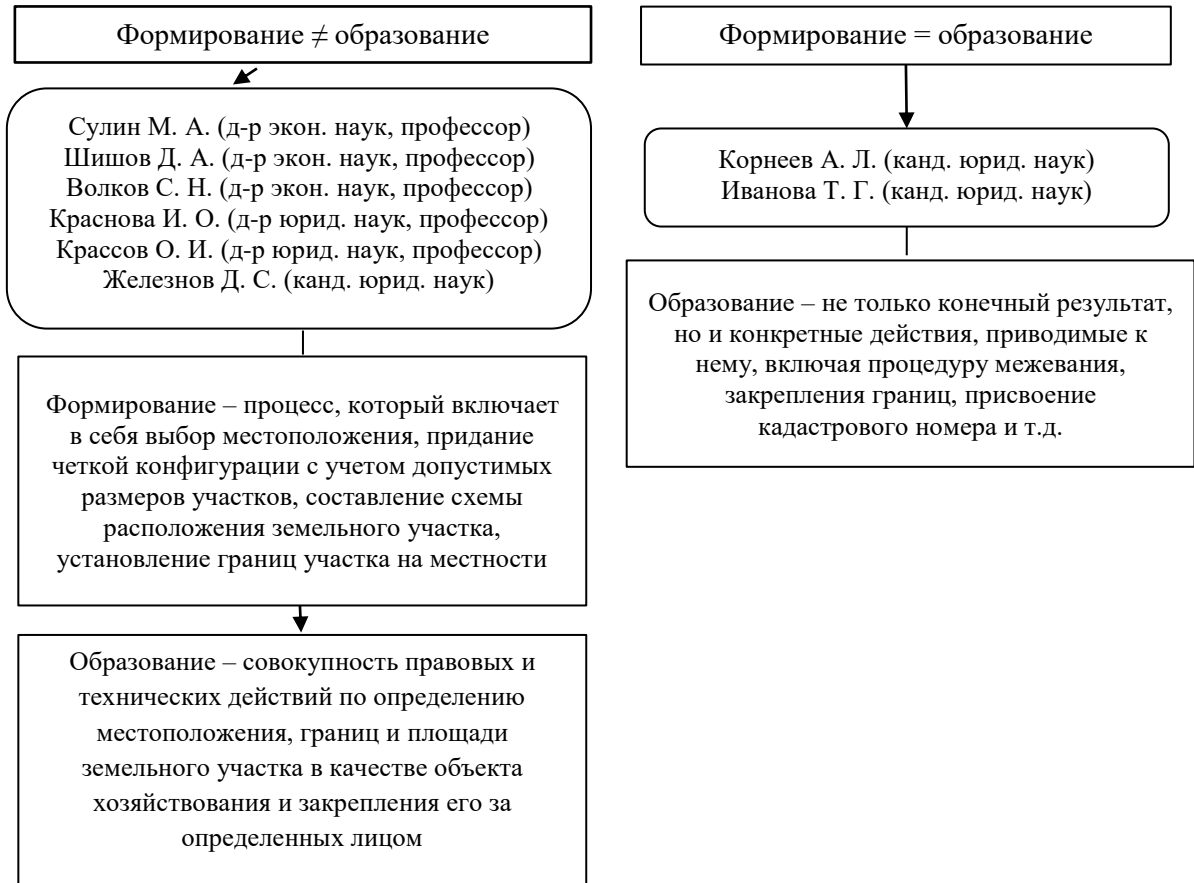 Формирование ≠ образование
Сулин М. А. (д-р экон. наук, профессор)
Шишов Д. А. (д-р экон. наук, профессор)
Волков С. Н. (д-р экон. наук, профессор)
Краснова И. О. (д-р юрид. наук, профессор)
Крассов О. И. (д-р юрид. наук, профессор)
Железнов Д. С. (канд. юрид. наук)
Формирование – процесс, который включает
в себя выбор местоположения, придание
четкой конфигурации с учетом допустимых
размеров участков, составление схемы
расположения земельного участка,
установление границ участка на местности
Образование – совокупность правовых и
технических действий по определению
местоположения, границ и площади
земельного участка в качестве объекта
хозяйствования и закрепления его за
определенных лицом
Формирование = образование
Корнеев А. Л. (канд. юрид. наук)
Иванова Т. Г. (канд. юрид. наук)
Образование – не только конечный результат,
но и конкретные действия, приводимые к
нему, включая процедуру межевания,
закрепления границ, присвоение
кадастрового номера и т.д.